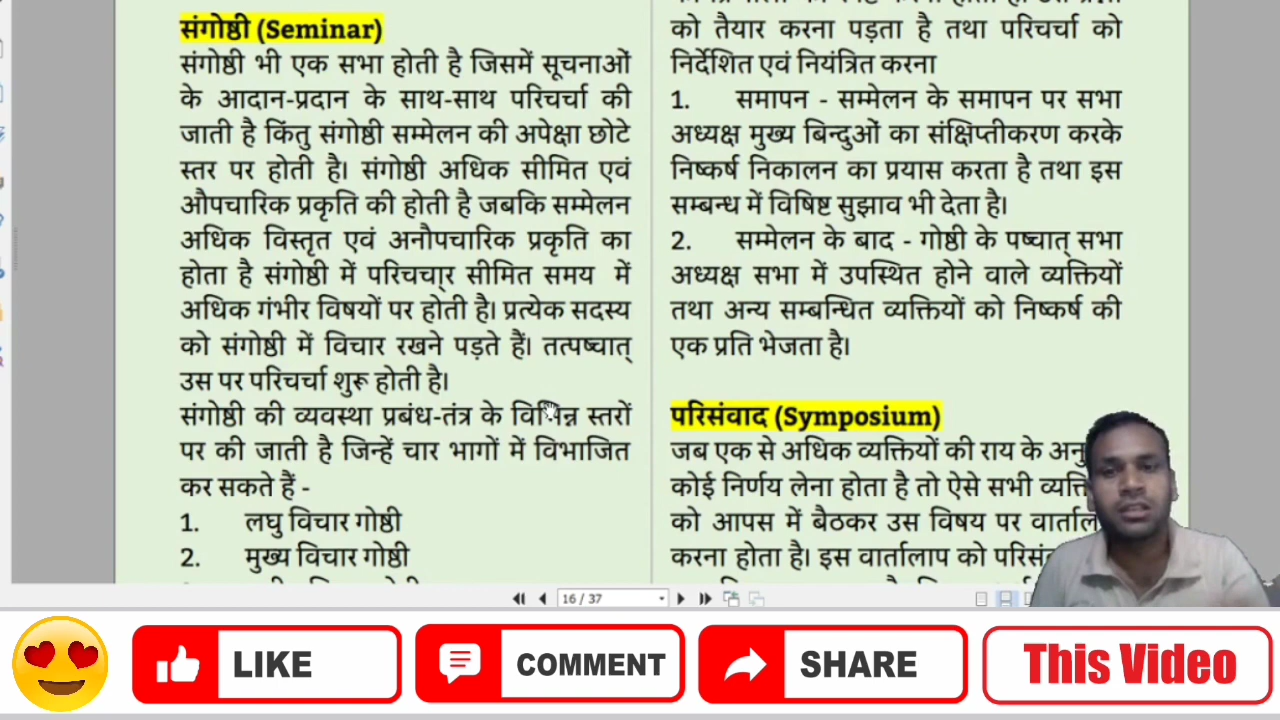 संगोष्ठी (Seminar)
संगोष्ठी भी एक सभा होती है जिसमें सूचनाओं
के आदान-प्रदान के साथ-साथ परिचर्चा की
जाती है किंतु संगोष्ठी सम्मेलन की अपेक्षा छोटे
स्तर पर होती है। संगोष्ठी अधिक सीमित एवं
औपचारिक प्रकृति की होती है जबकि सम्मेलन
अधिक विस्तृत एवं अनौपचारिक प्रकृति का
होता है संगोष्ठी में परिचचा्र सीमित समय में
अधिक गंभीर विषयों पर होती है। प्रत्येक सदस्य
को संगोष्ठी में विचार रखने पड़ते हैं। तत्पष्चात्
उस पर परिचर्चा शुरू होती है।
संगोष्ठी की व्यवस्था प्रबंध-तंत्र के विभिन्न स्तरों
पर की जाती है जिन्हें चार भागों में विभाजित
कर सकते हैं -
1. लघु विचार गोष्ठी
2. मुख्य विचार गोष्ठी
को तैयार करना पड़ता है तथा परिचर्चा को
निर्देशित एवं नियंत्रित करना
1. समापन - सम्मेलन के समापन पर सभा
अध्यक्ष मुख्य बिन्दुओं का संक्षिप्तीकरण करके
निष्कर्ष निकालन का प्रयास करता है तथा इस
सम्बन्ध में विषिष्ट सुझाव भी देता है।
2. सम्मेलन के बाद - गोष्ठी के पष्चात् सभा
अध्यक्ष सभा में उपस्थित होने वाले व्यक्तियों
तथा अन्य सम्बन्धित व्यक्तियों को निष्कर्ष की
एक प्रति भेजता है।
परिसंवाद (Symposium)
जब एक से अधिक व्यक्तियों की राय के
कोई निर्णय लेना होता है तो ऐसे सभी
को आपस में बैठकर उस विषय पर
करना होता है। इस वार्तालाप को
16 / 37
LIKE
COMMENT
SHARE
This Video